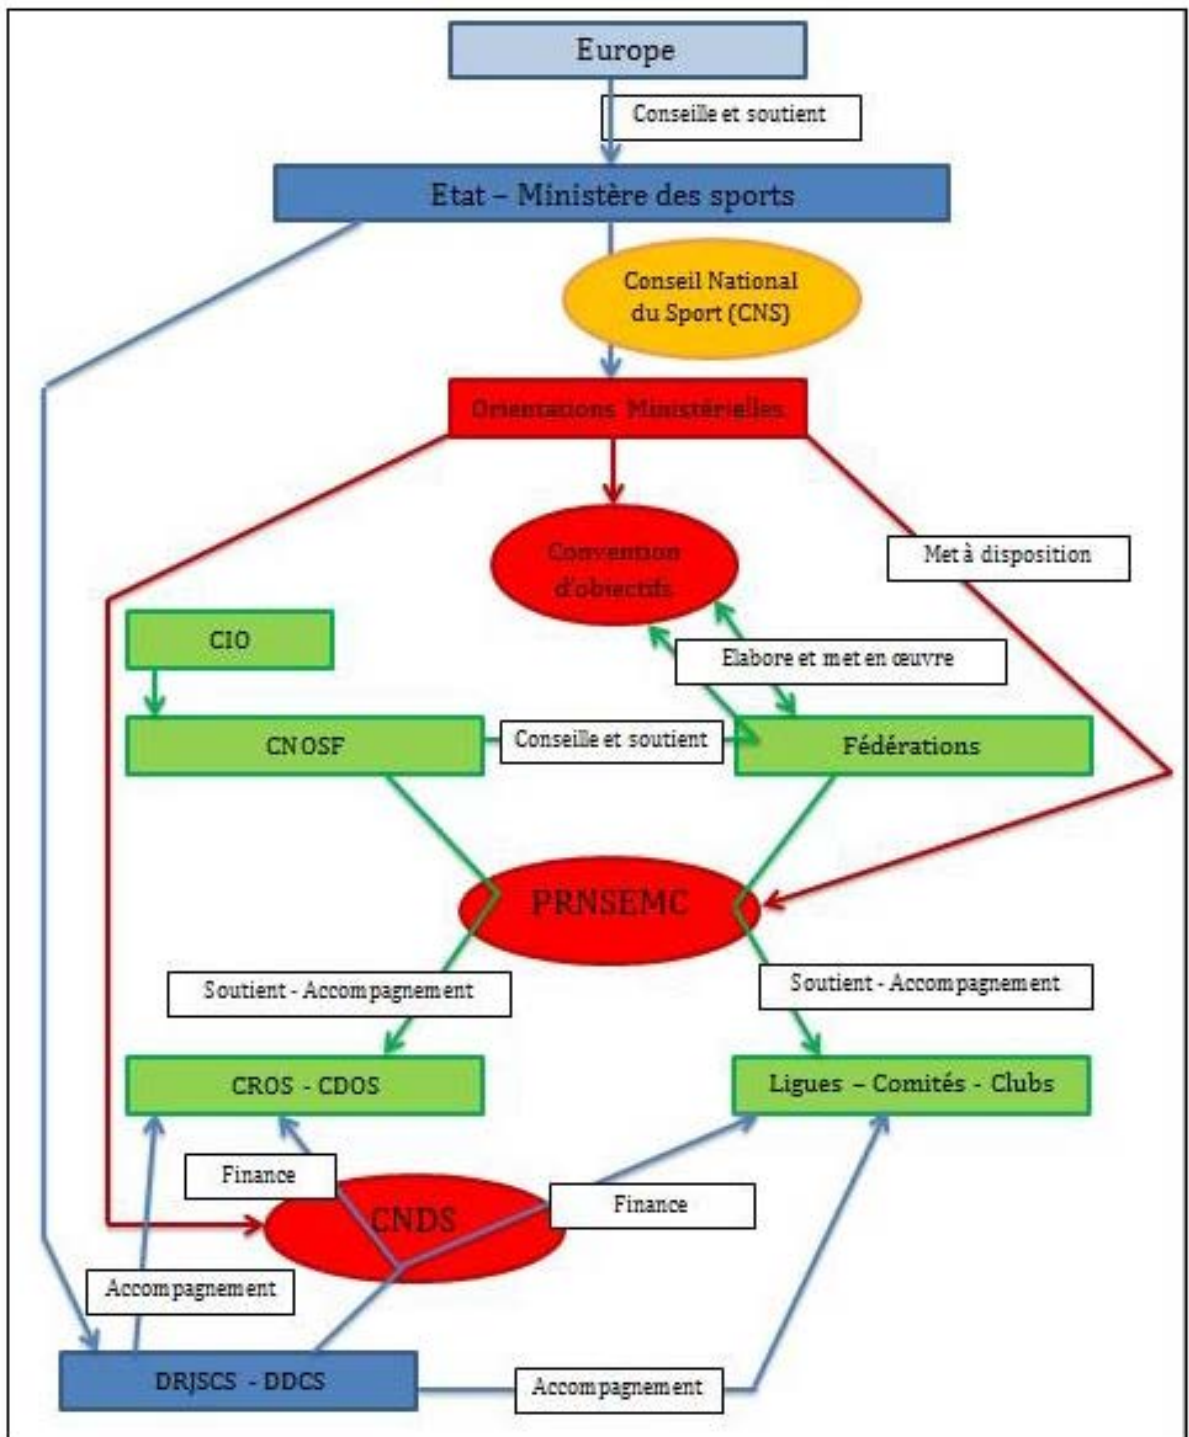 Europe
Conseille et soutient
Etat – Ministère des sports
Conseil National
du Sport (CNS)
Orientations Ministérielles
Convention
d'objectifs
Met à disposition
CIO
Elabore et met en œuvre
CNOSF
Conseille et soutient
Fédérations
PRNSEMC
Soutient - Accompagnement
Soutient - Accompagnement
CROS - CDOS
Ligues – Comités - Clubs
Finance
Finance
CNDS
Accompagnement
DRJSCS - DDCS
Accompagnement